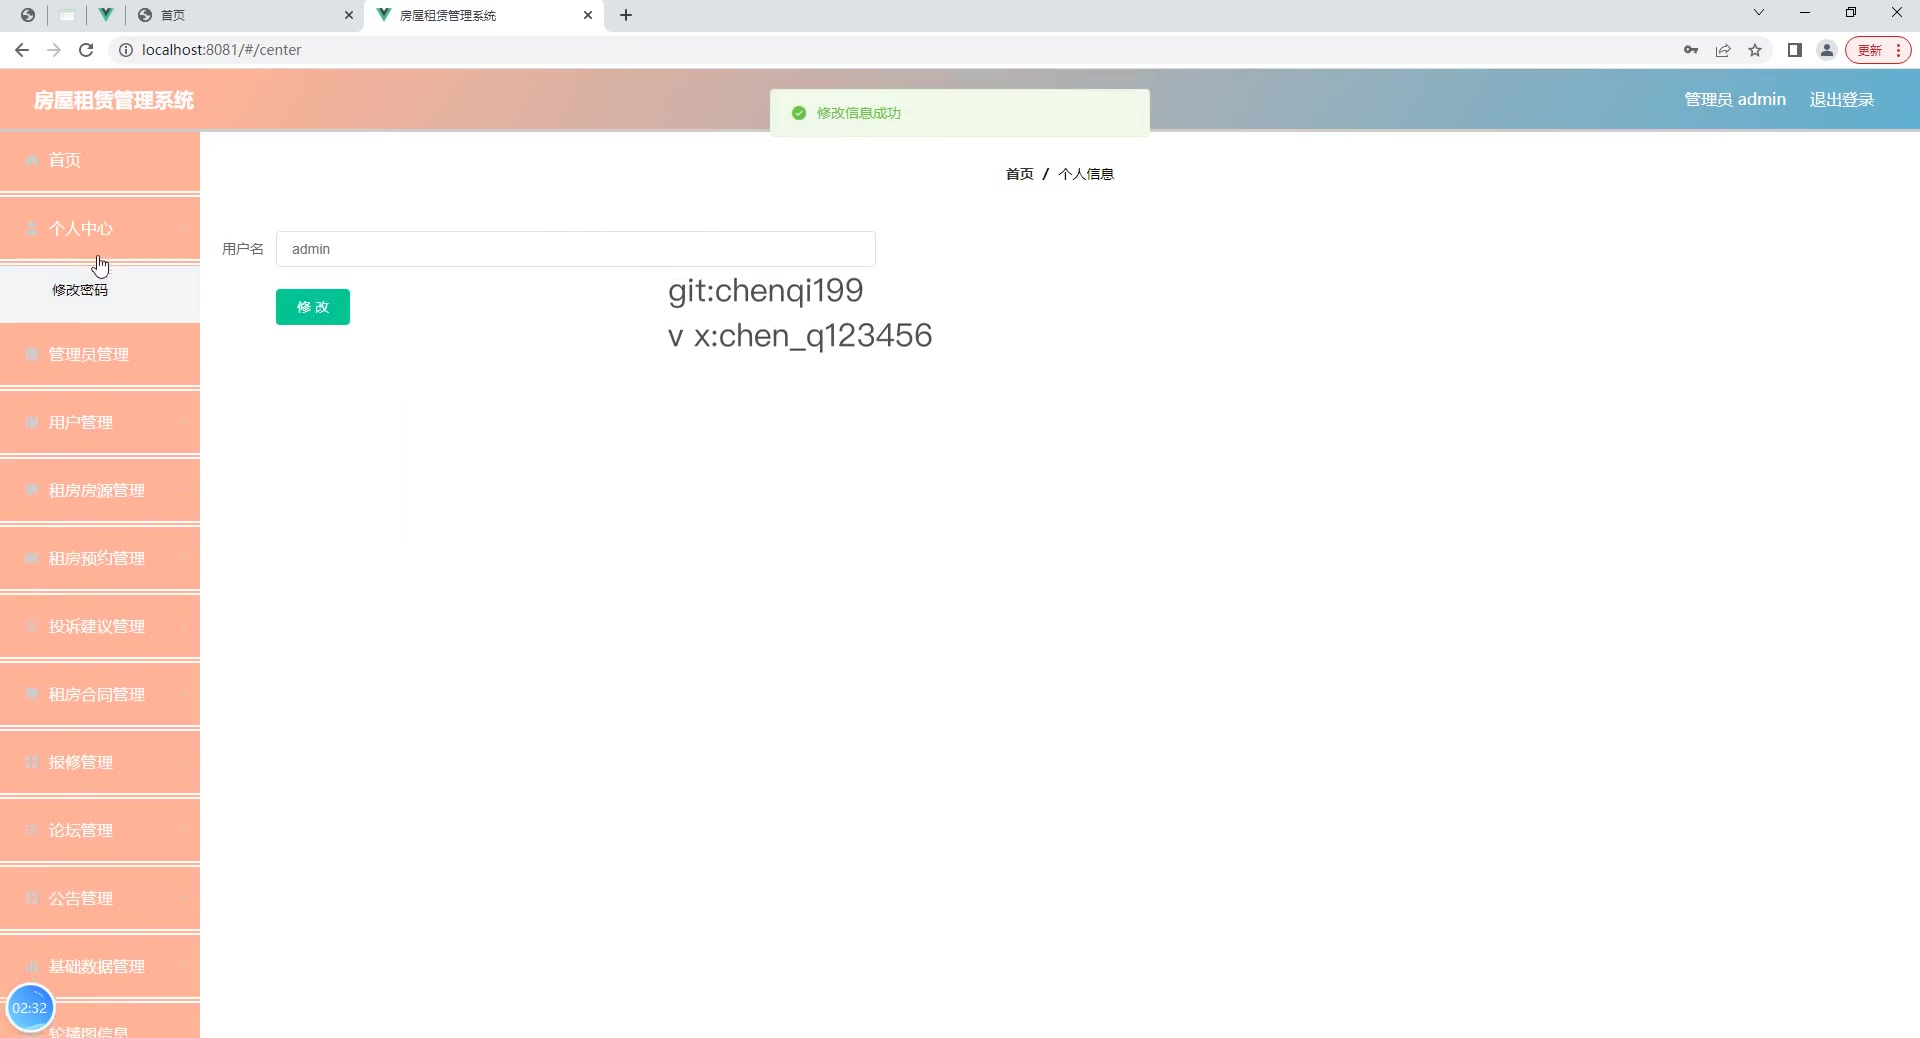 首页
房屋租赁管理系统
localhost:8081/#/center
更新
房屋租赁管理系统
修改信息成功
管理员 admin
退出登录
首页
首页 / 个人信息
个人中心
用户名 admin
修改密码
修 改
git:chenqi199
v x:chen_q123456
管理员管理
用户管理
租房房源管理
租房预约管理
投诉建议管理
租房合同管理
报修管理
论坛管理
公告管理
基础数据管理
02:32
轮播图信息